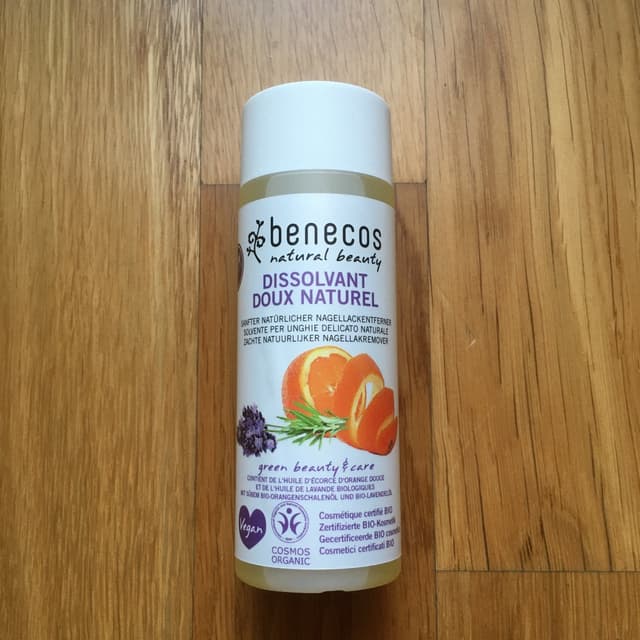 benecos
natural beauty
DISSOLVANT
DOUX NATUREL
SANFTER NATÜRLICHER NAGELLACKENTFERNER
SOLVENTE PER UNGHIE DELICATO NATURALE
ZACHTE NATUURLIJKER NAGELLAKREMOVER
green beauty & care
CONTIENT DE L'HUILE D'ÉCORCE D'ORANGE DOUCE
ET DE L'HUILE DE LAVANDE BIOLOGIQUES
MIT SÜßEM BIO-ORANGENSCHALENÖL UND BIO-LAVENDELÖL
Vegan
COSMOS
ORGANIC
Cosmétique certifié BIO
Zertifizierte BIO-Kosmetik
Gecertificeerde BIO cosmetica
Cosmetici certificati BIO